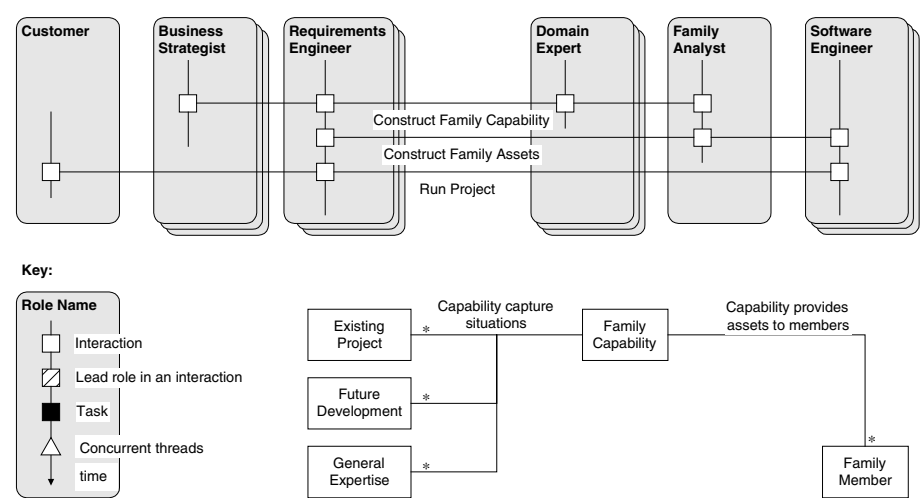 Customer
Business
Strategist
Requirements
Engineer
Domain
Expert
Family
Analyst
Software
Engineer
Construct Family Capability
Construct Family Assets
Run Project
Key:
Role Name
Interaction
Lead role in an interaction
Task
Concurrent threads
time
Existing
Project
*
Capability capture
situations
Family
Capability
Capability provides
assets to members
Future
Development
*
General
Expertise
*
*
Family
Member